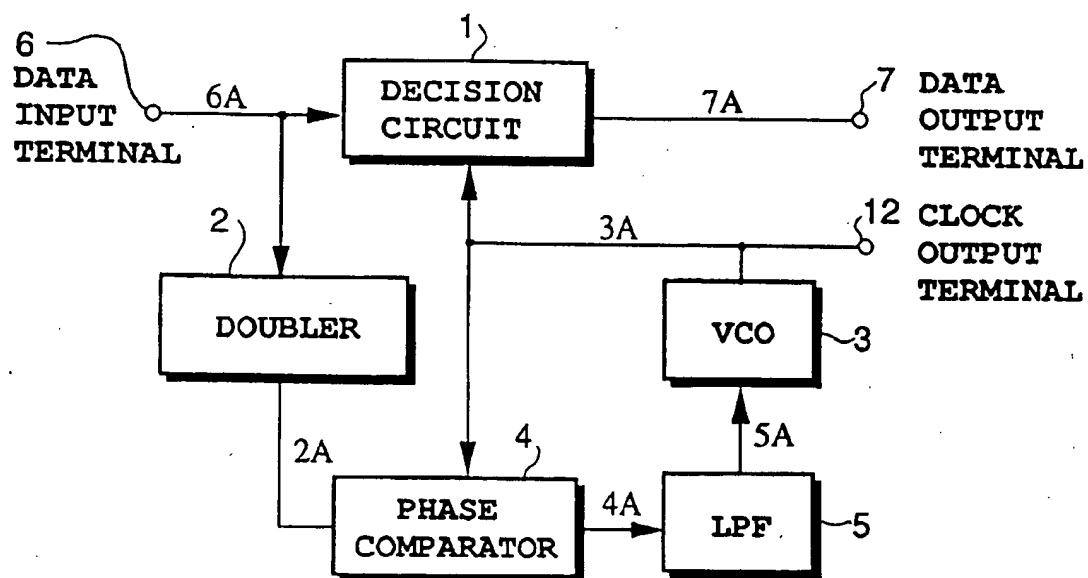 6
DATA
INPUT
TERMINAL
6A
1
DECISION
CIRCUIT
7A
7
DATA
OUTPUT
TERMINAL
2
DOUBLER
3A
12
CLOCK
OUTPUT
TERMINAL
VCO
3
2A
4
PHASE
COMPARATOR
4A
5A
LPF
5